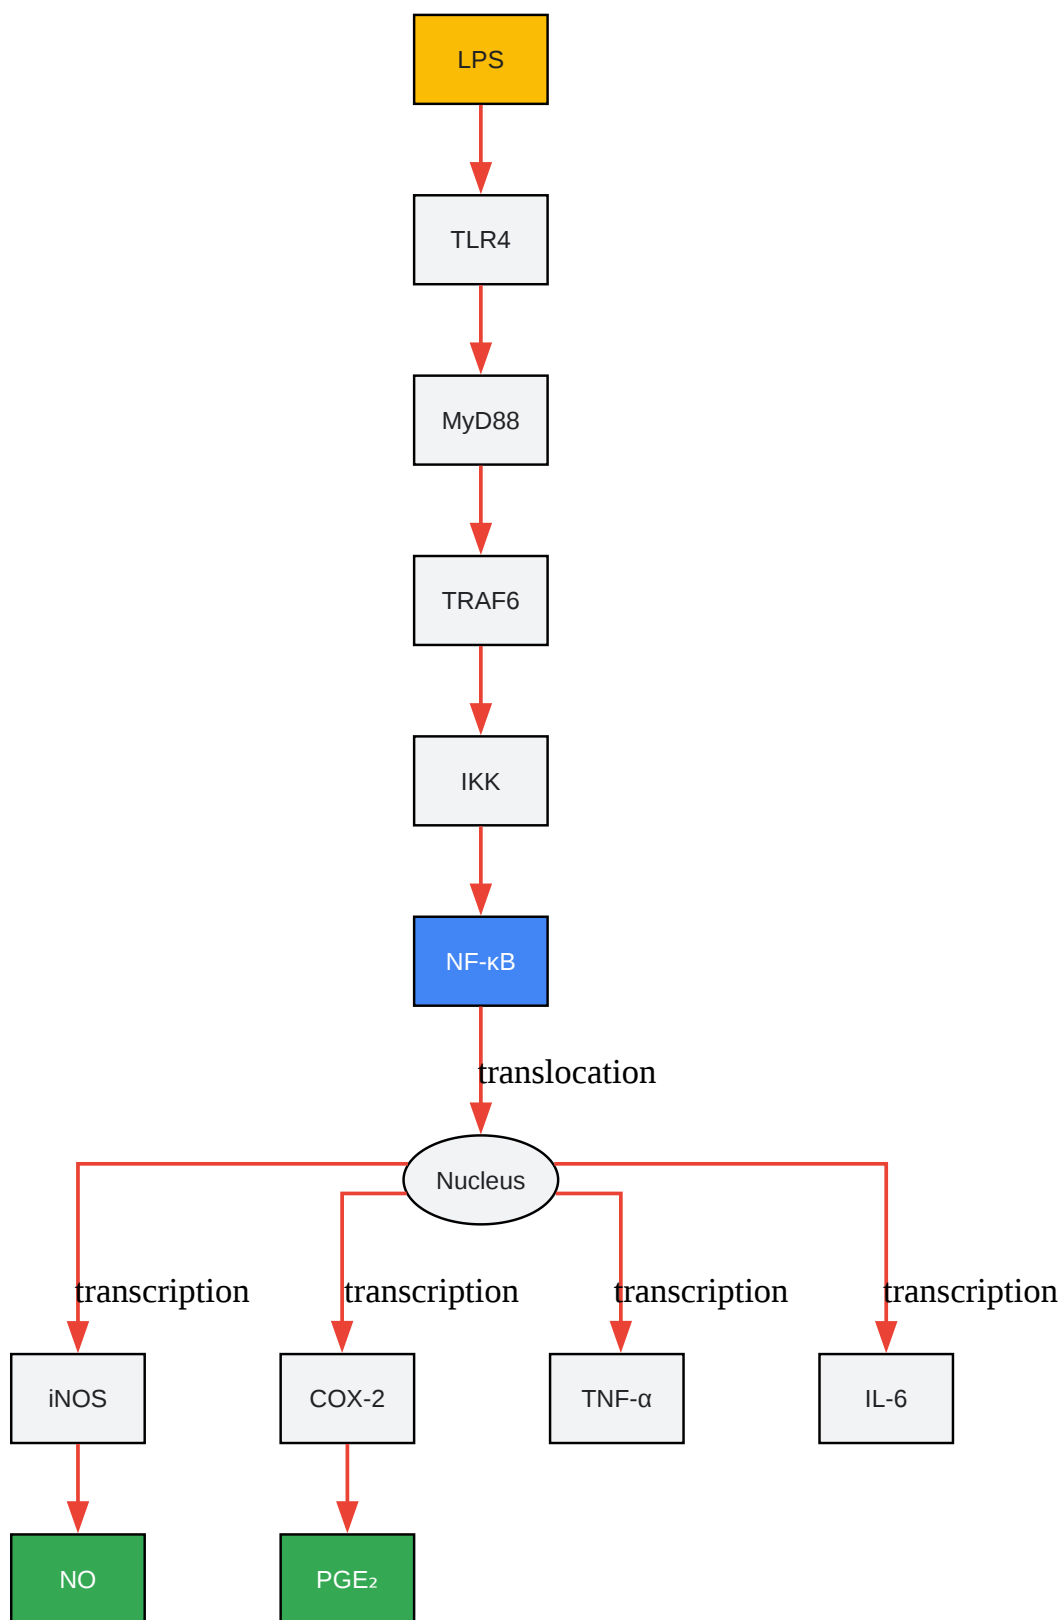 LPS
TLR4
MyD88
TRAF6
IKK
NF-κB
translocation
Nucleus
transcription transcription transcription transcription
iNOS COX-2 TNF-α IL-6
NO PGE₂